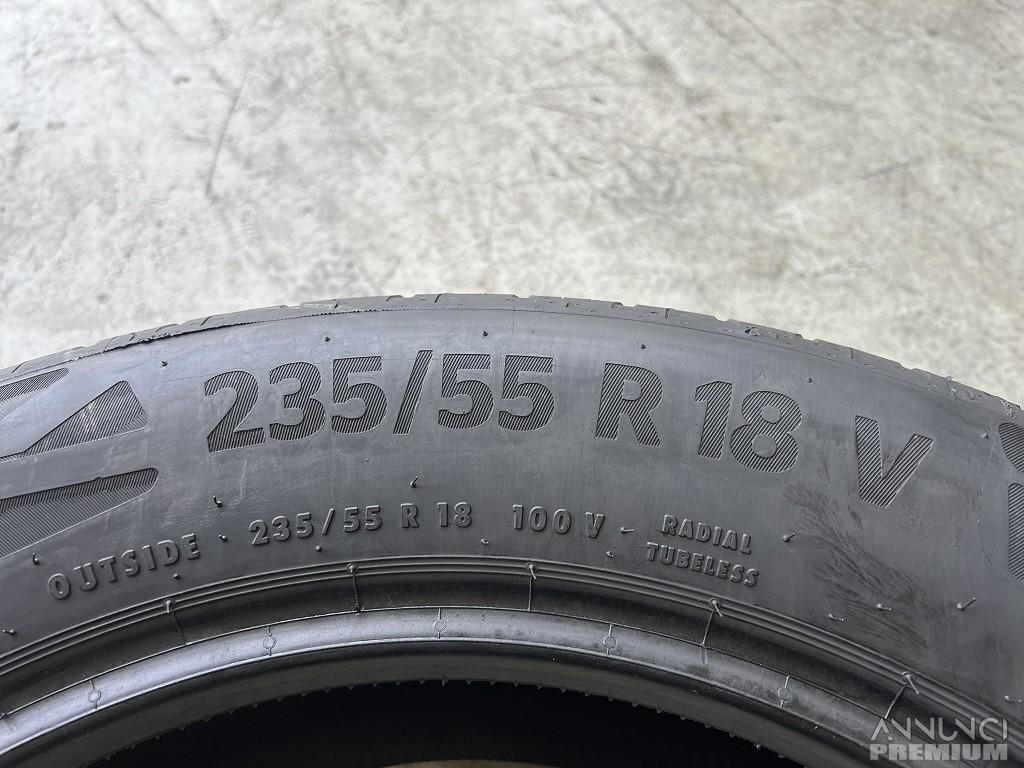 235/55 R 18 V
OUTSIDE 235/55 R 18 100 V RADIAL
TUBELESS
ANNUNCI
PREMIUM